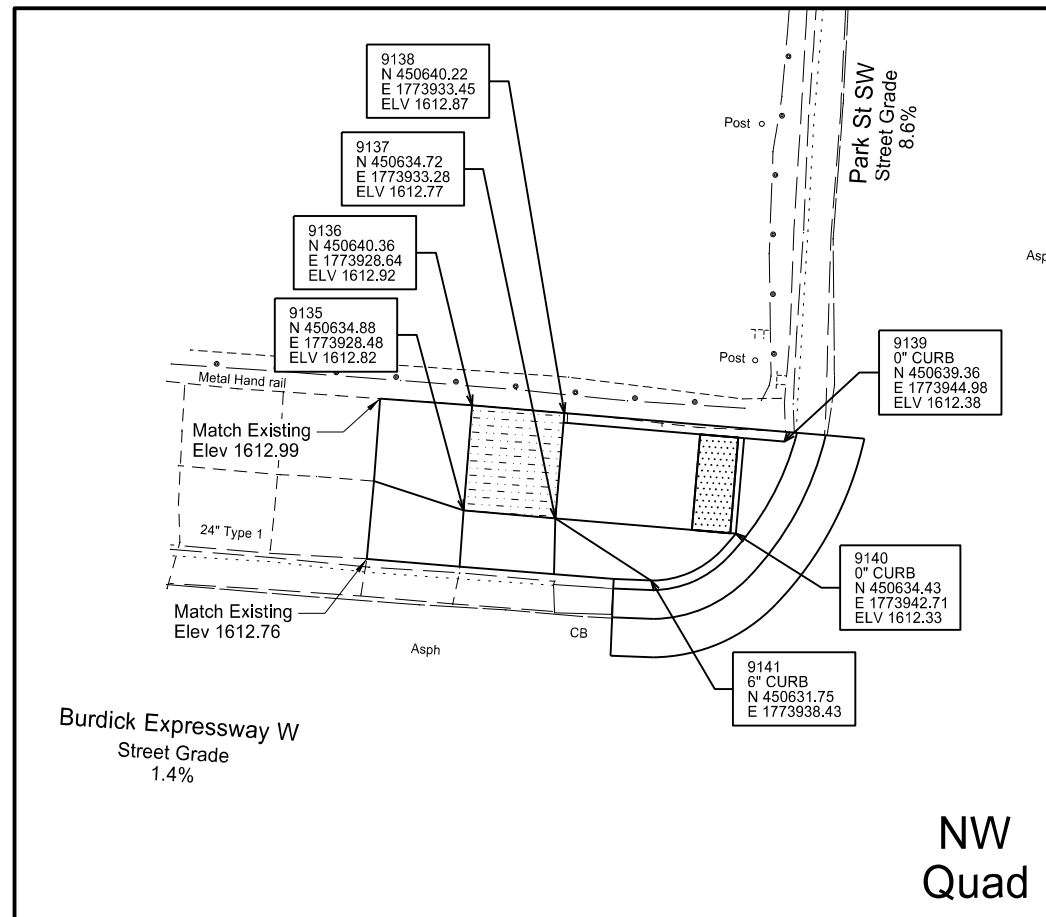 9138
N 450640.22
E 1773933.45
ELV 1612.87
9137
N 450634.72
E 1773933.28
ELV 1612.77
9136
N 450640.36
E 1773928.64
ELV 1612.92
9135
N 450634.88
E 1773928.48
ELV 1612.82
Post
Park St SW
Street Grade
8.6%
Asp
Post
9139
0" CURB
N 450639.36
E 1773944.98
ELV 1612.38
Metal Hand rail
Match Existing
Elev 1612.99
24" Type 1
Match Existing
Elev 1612.76
CB
Asph
9140
0" CURB
N 450634.43
E 1773942.71
ELV 1612.33
9141
6" CURB
N 450631.75
E 1773938.43
Burdick Expressway W
Street Grade
1.4%
NW
Quad